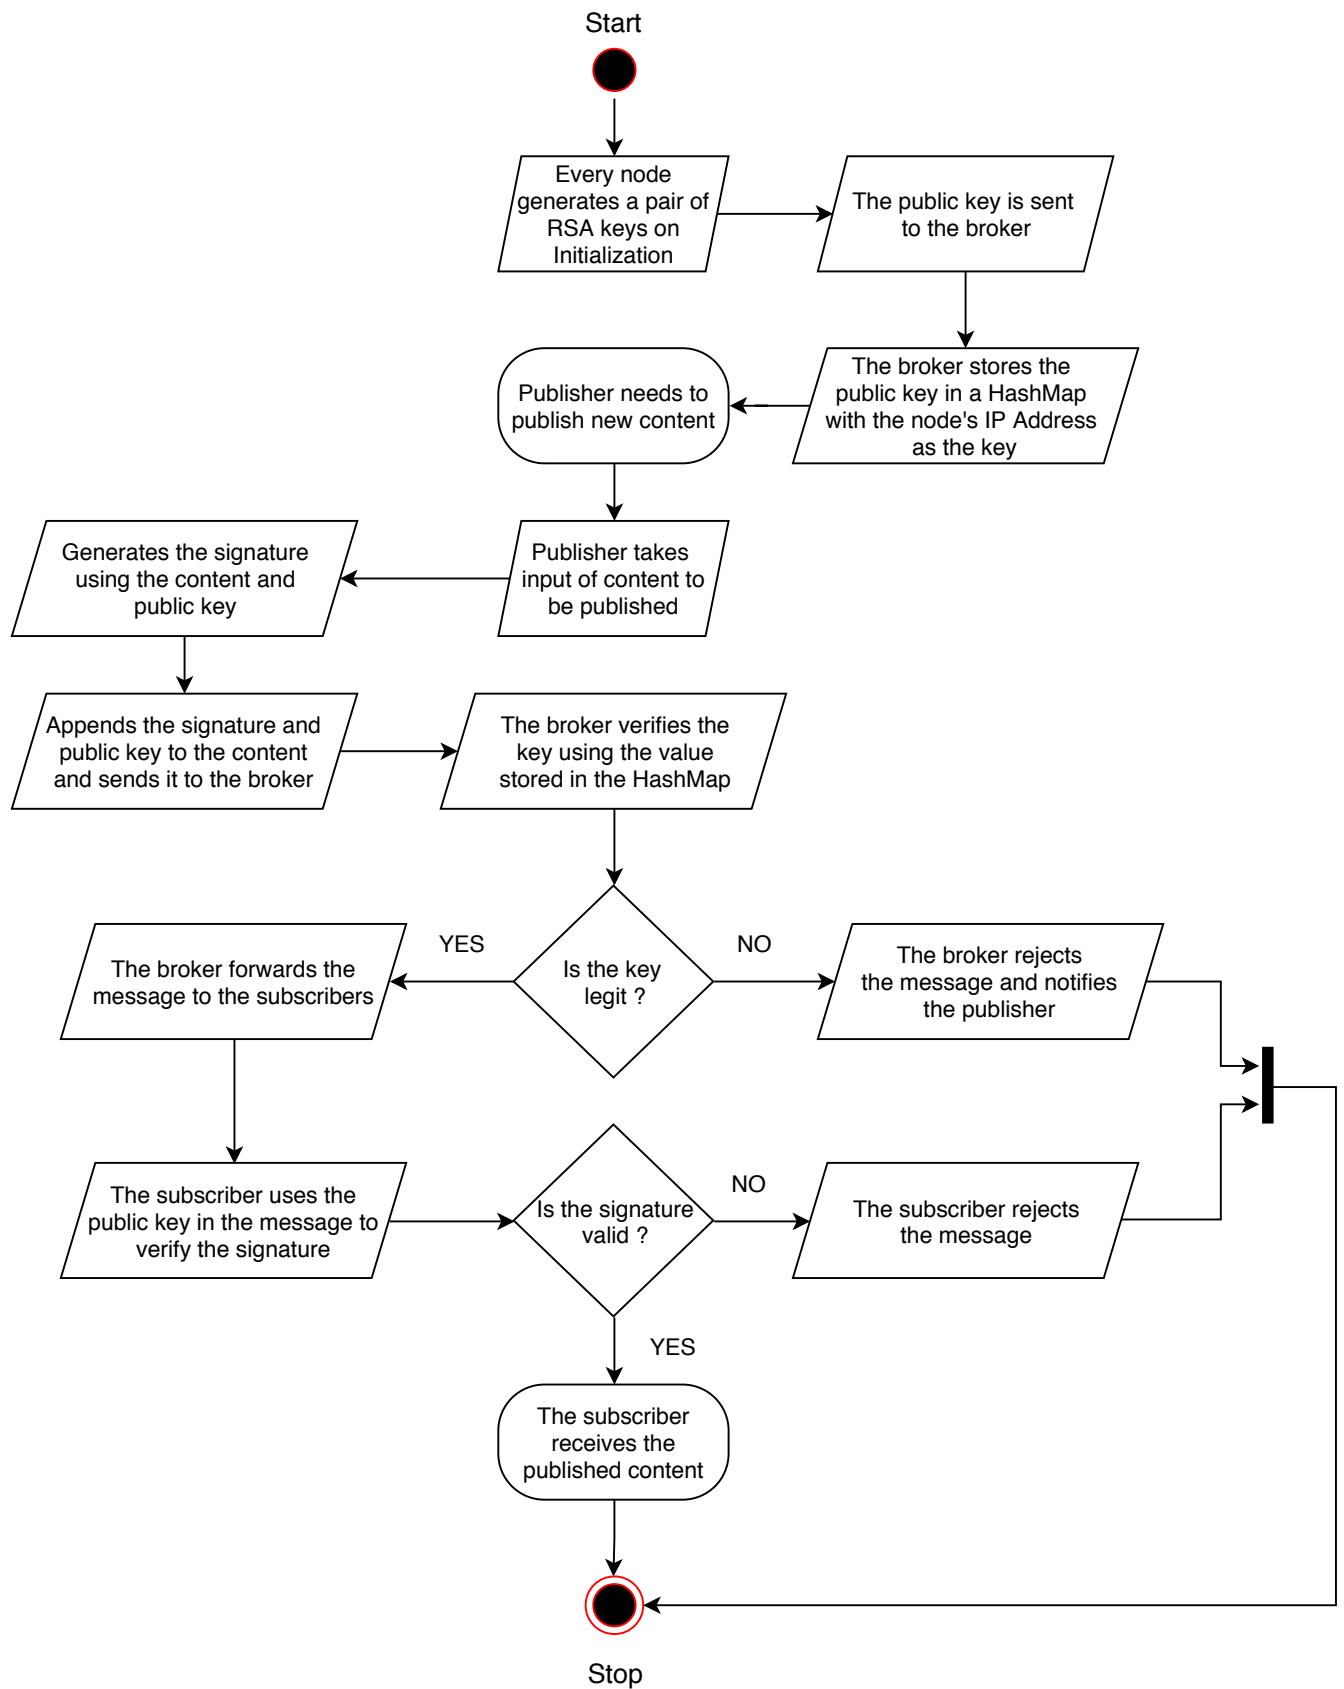 Start
Every node
generates a pair of
RSA keys on
Initialization
The public key is sent
to the broker
The broker stores the
public key in a HashMap
with the node's IP Address
as the key
Publisher needs to
publish new content
Publisher takes
input of content to
be published
Generates the signature
using the content and
public key
Appends the signature and
public key to the content
and sends it to the broker
The broker verifies the
key using the value
stored in the HashMap
Is the key
legit ?
YES
NO
The broker forwards the
message to the subscribers
The broker rejects
the message and notifies
the publisher
The subscriber uses the
public key in the message to
verify the signature
Is the signature
valid ?
NO
The subscriber rejects
the message
YES
The subscriber
receives the
published content
Stop